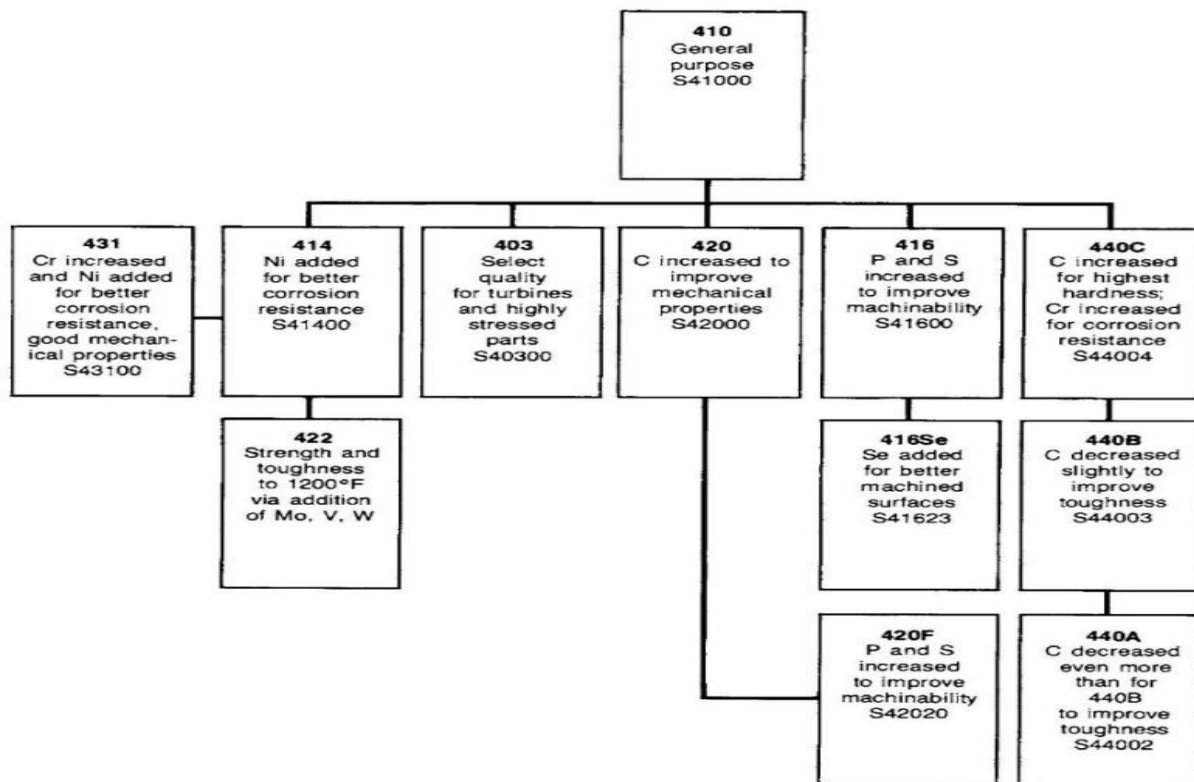 410
General
purpose
S41000
431
Cr increased
and Ni added
for better
corrosion
resistance,
good mechan-
ical properties
S43100
414
Ni added
for better
corrosion
resistance
S41400
403
Select
quality
for turbines
and highly
stressed
parts
S40300
420
C increased to
improve
mechanical
properties
S42000
416
P and S
increased
to improve
machinability
S41600
440C
C increased
for highest
hardness;
Cr increased
for corrosion
resistance
S44004
422
Strength and
toughness
to 1200°F
via addition
of Mo, V, W
416Se
Se added
for better
machined
surfaces
S41623
440B
C decreased
slightly to
improve
toughness
S44003
420F
P and S
increased
to improve
machinability
S42020
440A
C decreased
even more
than for
440B
to improve
toughness
S44002